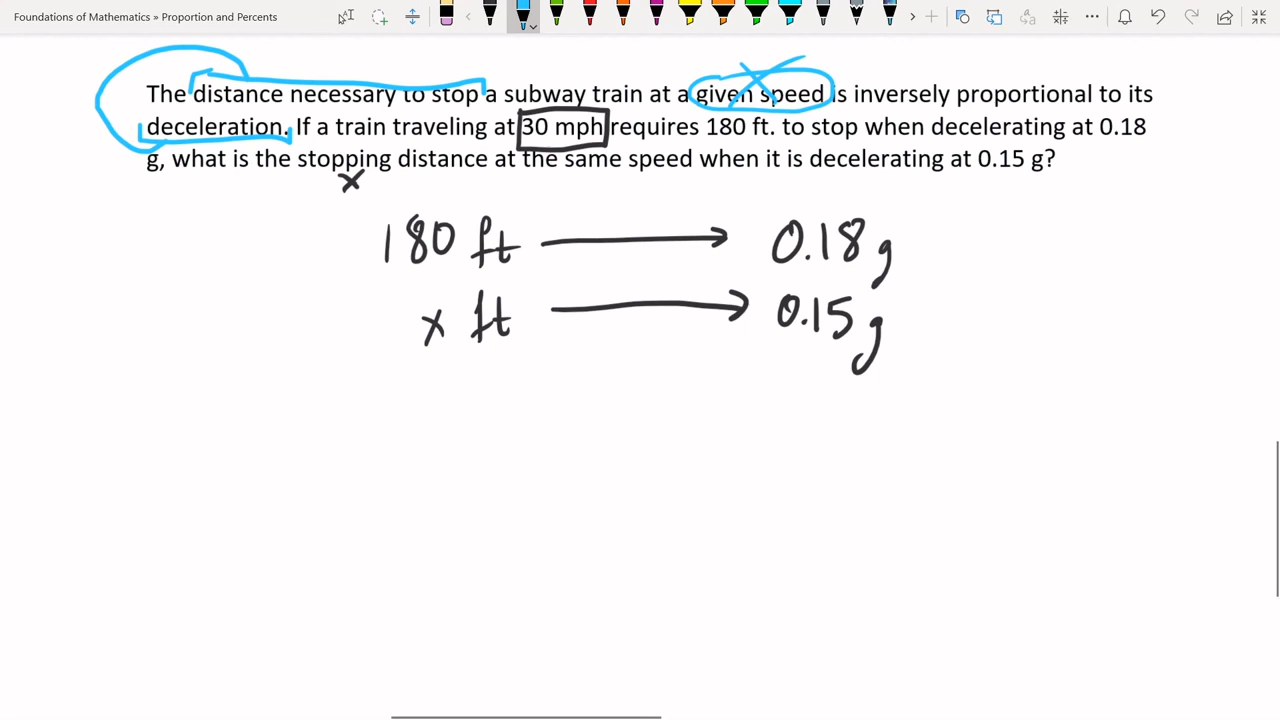 Foundations of Mathematics » Proportion and Percents
The distance necessary to stop a subway train at a given speed is inversely proportional to its
deceleration. If a train traveling at 30 mph requires 180 ft. to stop when decelerating at 0.18
g, what is the stopping distance at the same speed when it is decelerating at 0.15 g?
x
180 ft → 0.18 g
x ft → 0.15 g